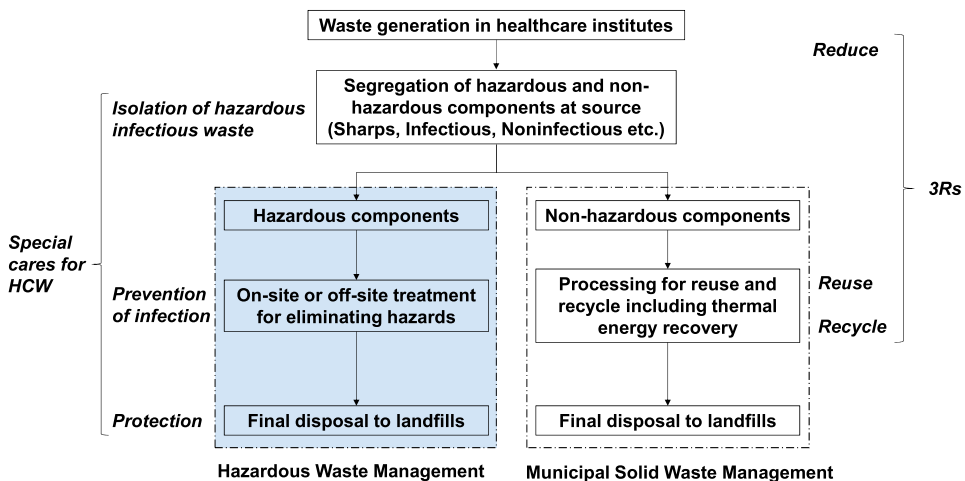 Waste generation in healthcare institutes
Reduce
Segregation of hazardous and non-
hazardous components at source
(Sharps, Infectious, Noninfectious etc.)
Isolation of hazardous
infectious waste
3Rs
Hazardous components
Non-hazardous components
Special
cares for
HCW
Prevention
of infection
On-site or off-site treatment
for eliminating hazards
Processing for reuse and
recycle including thermal
energy recovery
Reuse
Recycle
Protection
Final disposal to landfills
Final disposal to landfills
Hazardous Waste Management
Municipal Solid Waste Management